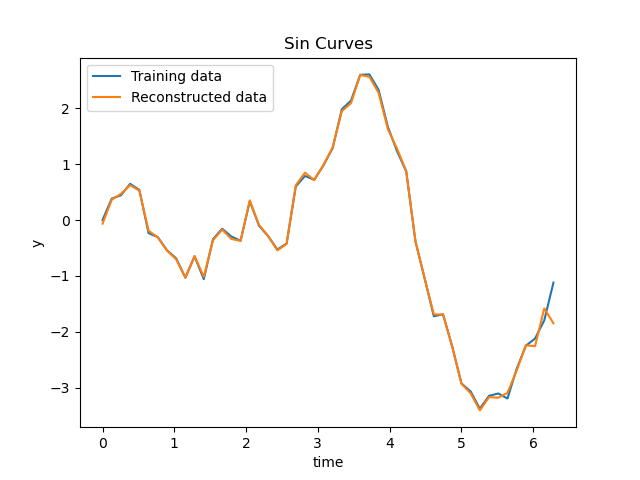 Sin Curves
Training data
Reconstructed data
y
2
1
0
−1
−2
−3
0 1 2 3 4 5 6
time